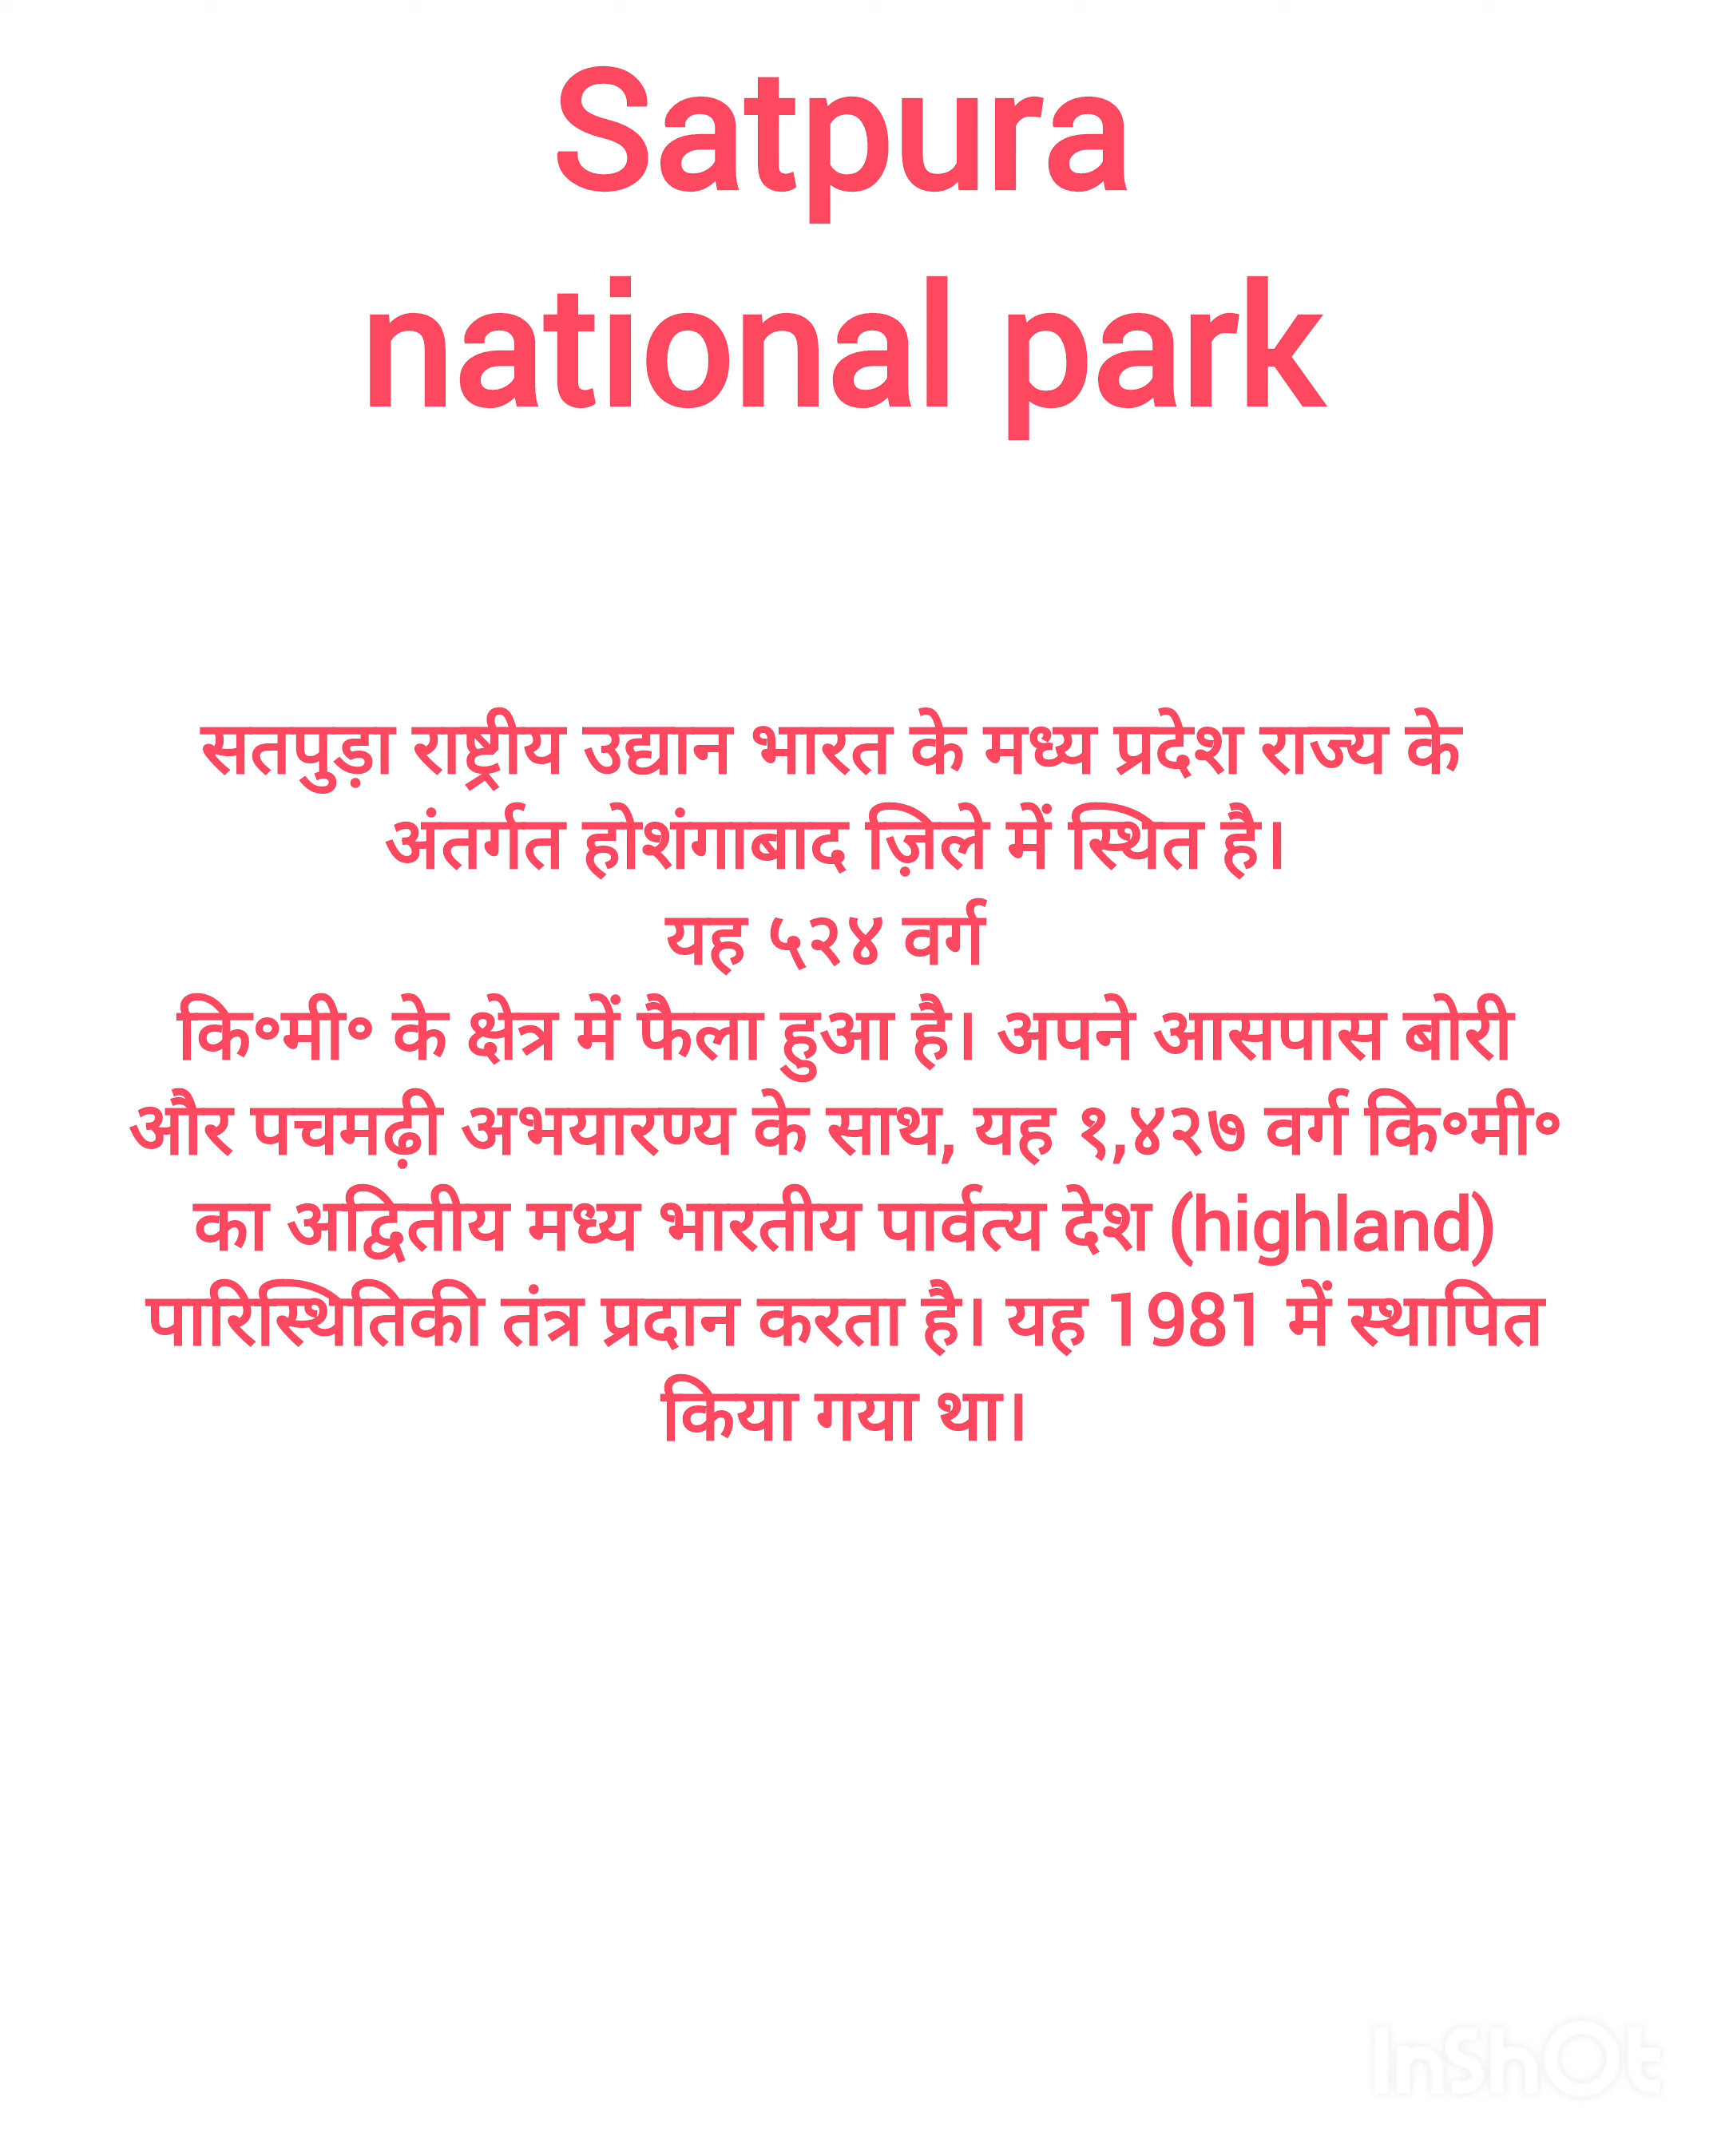 Satpura
national park
सतपुड़ा राष्ट्रीय उद्यान भारत के मध्य प्रदेश राज्य के
अंतर्गत होशंगाबाद ज़िले में स्थित है।
यह ५२४ वर्ग
कि॰मी॰ के क्षेत्र में फैला हुआ है। अपने आसपास बोरी
और पचमढ़ी अभयारण्य के साथ, यह १,४२७ वर्ग कि॰मी॰
का अद्वितीय मध्य भारतीय पार्वत्य देश (highland)
पारिस्थितिकी तंत्र प्रदान करता है। यह 1981 में स्थापित
किया गया था।
InShOt